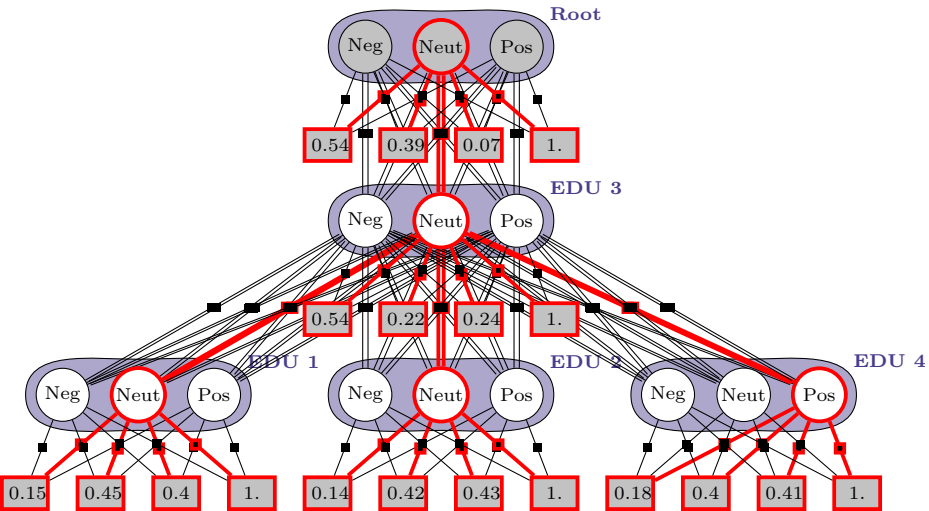 Root
Neg Neut Pos
0.54 0.39 0.07 1.
EDU 3
Neg Neut Pos
0.54 0.22 0.24 1.
EDU 1 EDU 2 EDU 4
Neg Neut Pos Neg Neut Pos Neg Neut Pos
0.15 0.45 0.4 1. 0.14 0.42 0.43 1. 0.18 0.4 0.41 1.